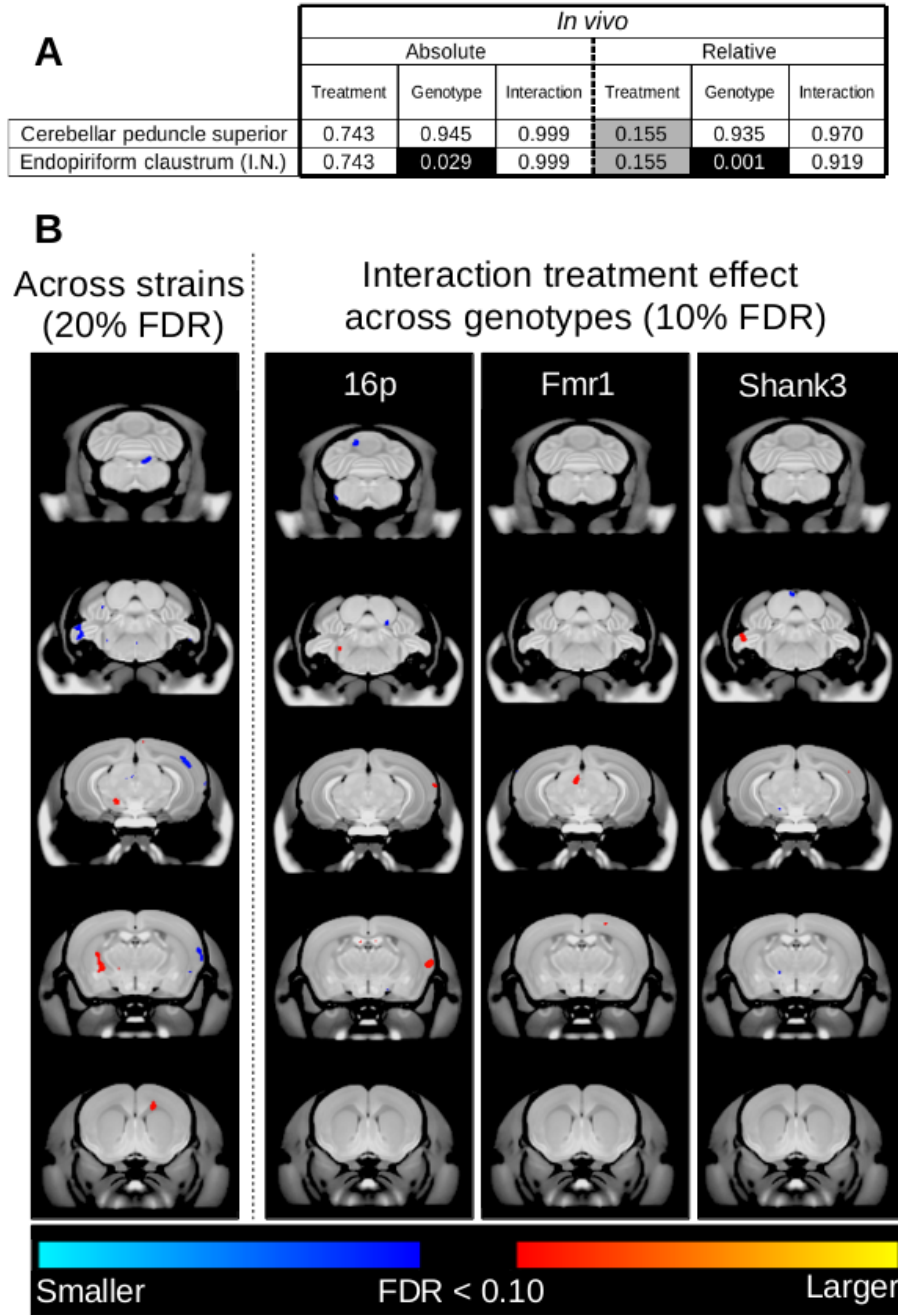 A
In vivo
Absolute Relative
Treatment Genotype Interaction Treatment Genotype Interaction
Cerebellar peduncle superior 0.743 0.945 0.999 0.155 0.935 0.970
Endopiriform claustrum (I.N.) 0.743 0.029 0.999 0.155 0.001 0.919
B
Across strains
(20% FDR)
Interaction treatment effect
across genotypes (10% FDR)
16p Fmr1 Shank3
Smaller FDR < 0.10 Larger